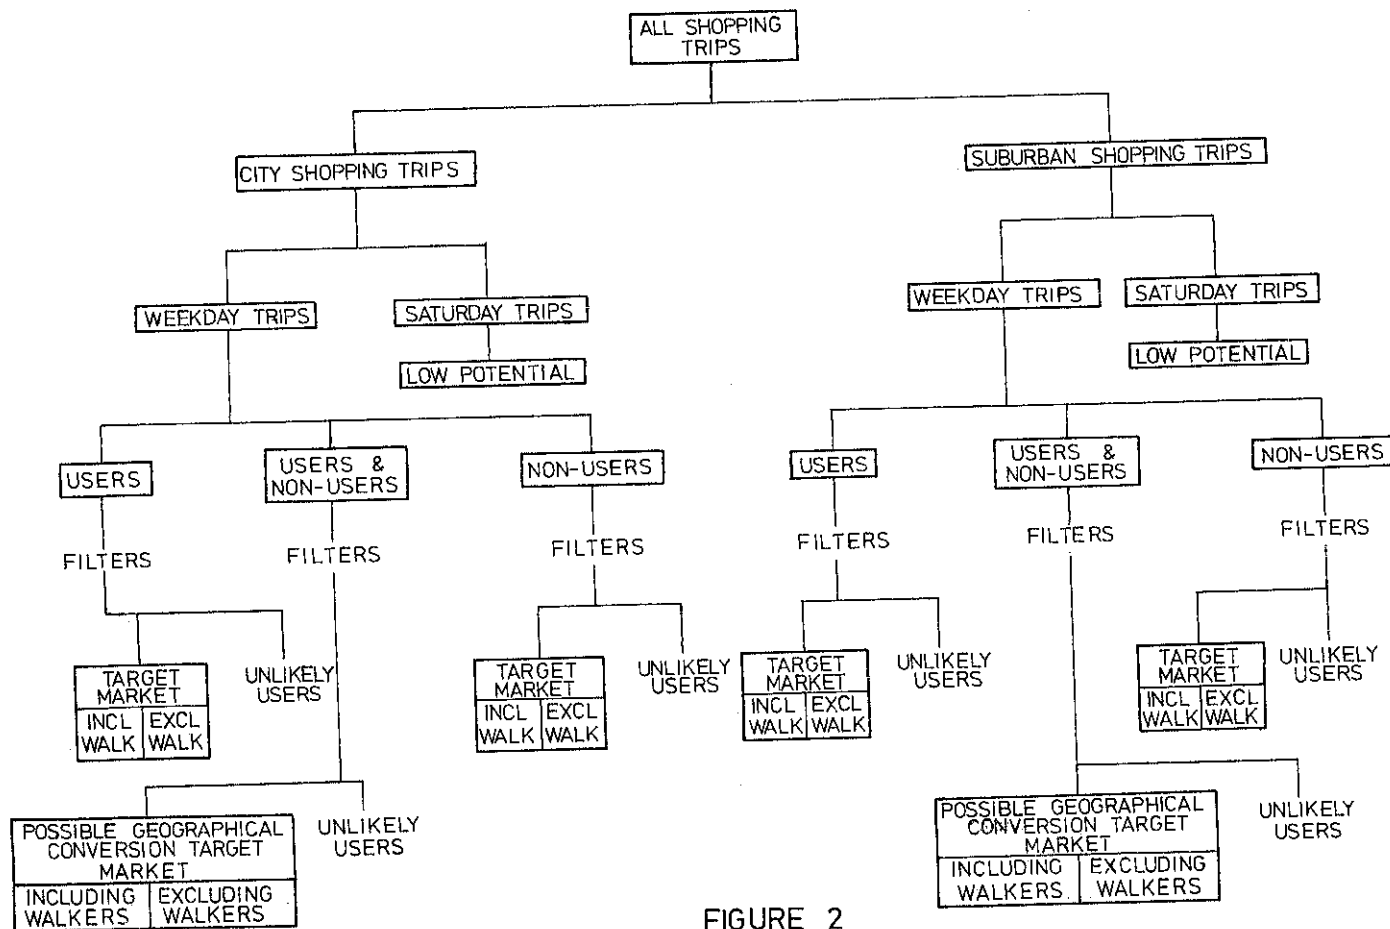 ALL SHOPPING
TRIPS
CITY SHOPPING TRIPS
SUBURBAN SHOPPING TRIPS
WEEKDAY TRIPS
SATURDAY TRIPS
LOW POTENTIAL
WEEKDAY TRIPS
SATURDAY TRIPS
LOW POTENTIAL
USERS
USERS &
NON-USERS
NON-USERS
USERS
USERS &
NON-USERS
NON-USERS
FILTERS
FILTERS
FILTERS
FILTERS
FILTERS
FILTERS
TARGET
MARKET
INCL
WALK
EXCL
WALK
UNLIKELY
USERS
TARGET
MARKET
INCL
WALK
EXCL
WALK
UNLIKELY
USERS
TARGET
MARKET
INCL
WALK
EXCL
WALK
UNLIKELY
USERS
TARGET
MARKET
INCL
WALK
EXCL
WALK
UNLIKELY
USERS
POSSIBLE GEOGRAPHICAL
CONVERSION TARGET
MARKET
INCLUDING
WALKERS
EXCLUDING
WALKERS
UNLIKELY
USERS
POSSIBLE GEOGRAPHICAL
CONVERSION TARGET
MARKET
INCLUDING
WALKERS
EXCLUDING
WALKERS
UNLIKELY
USERS
FIGURE 2